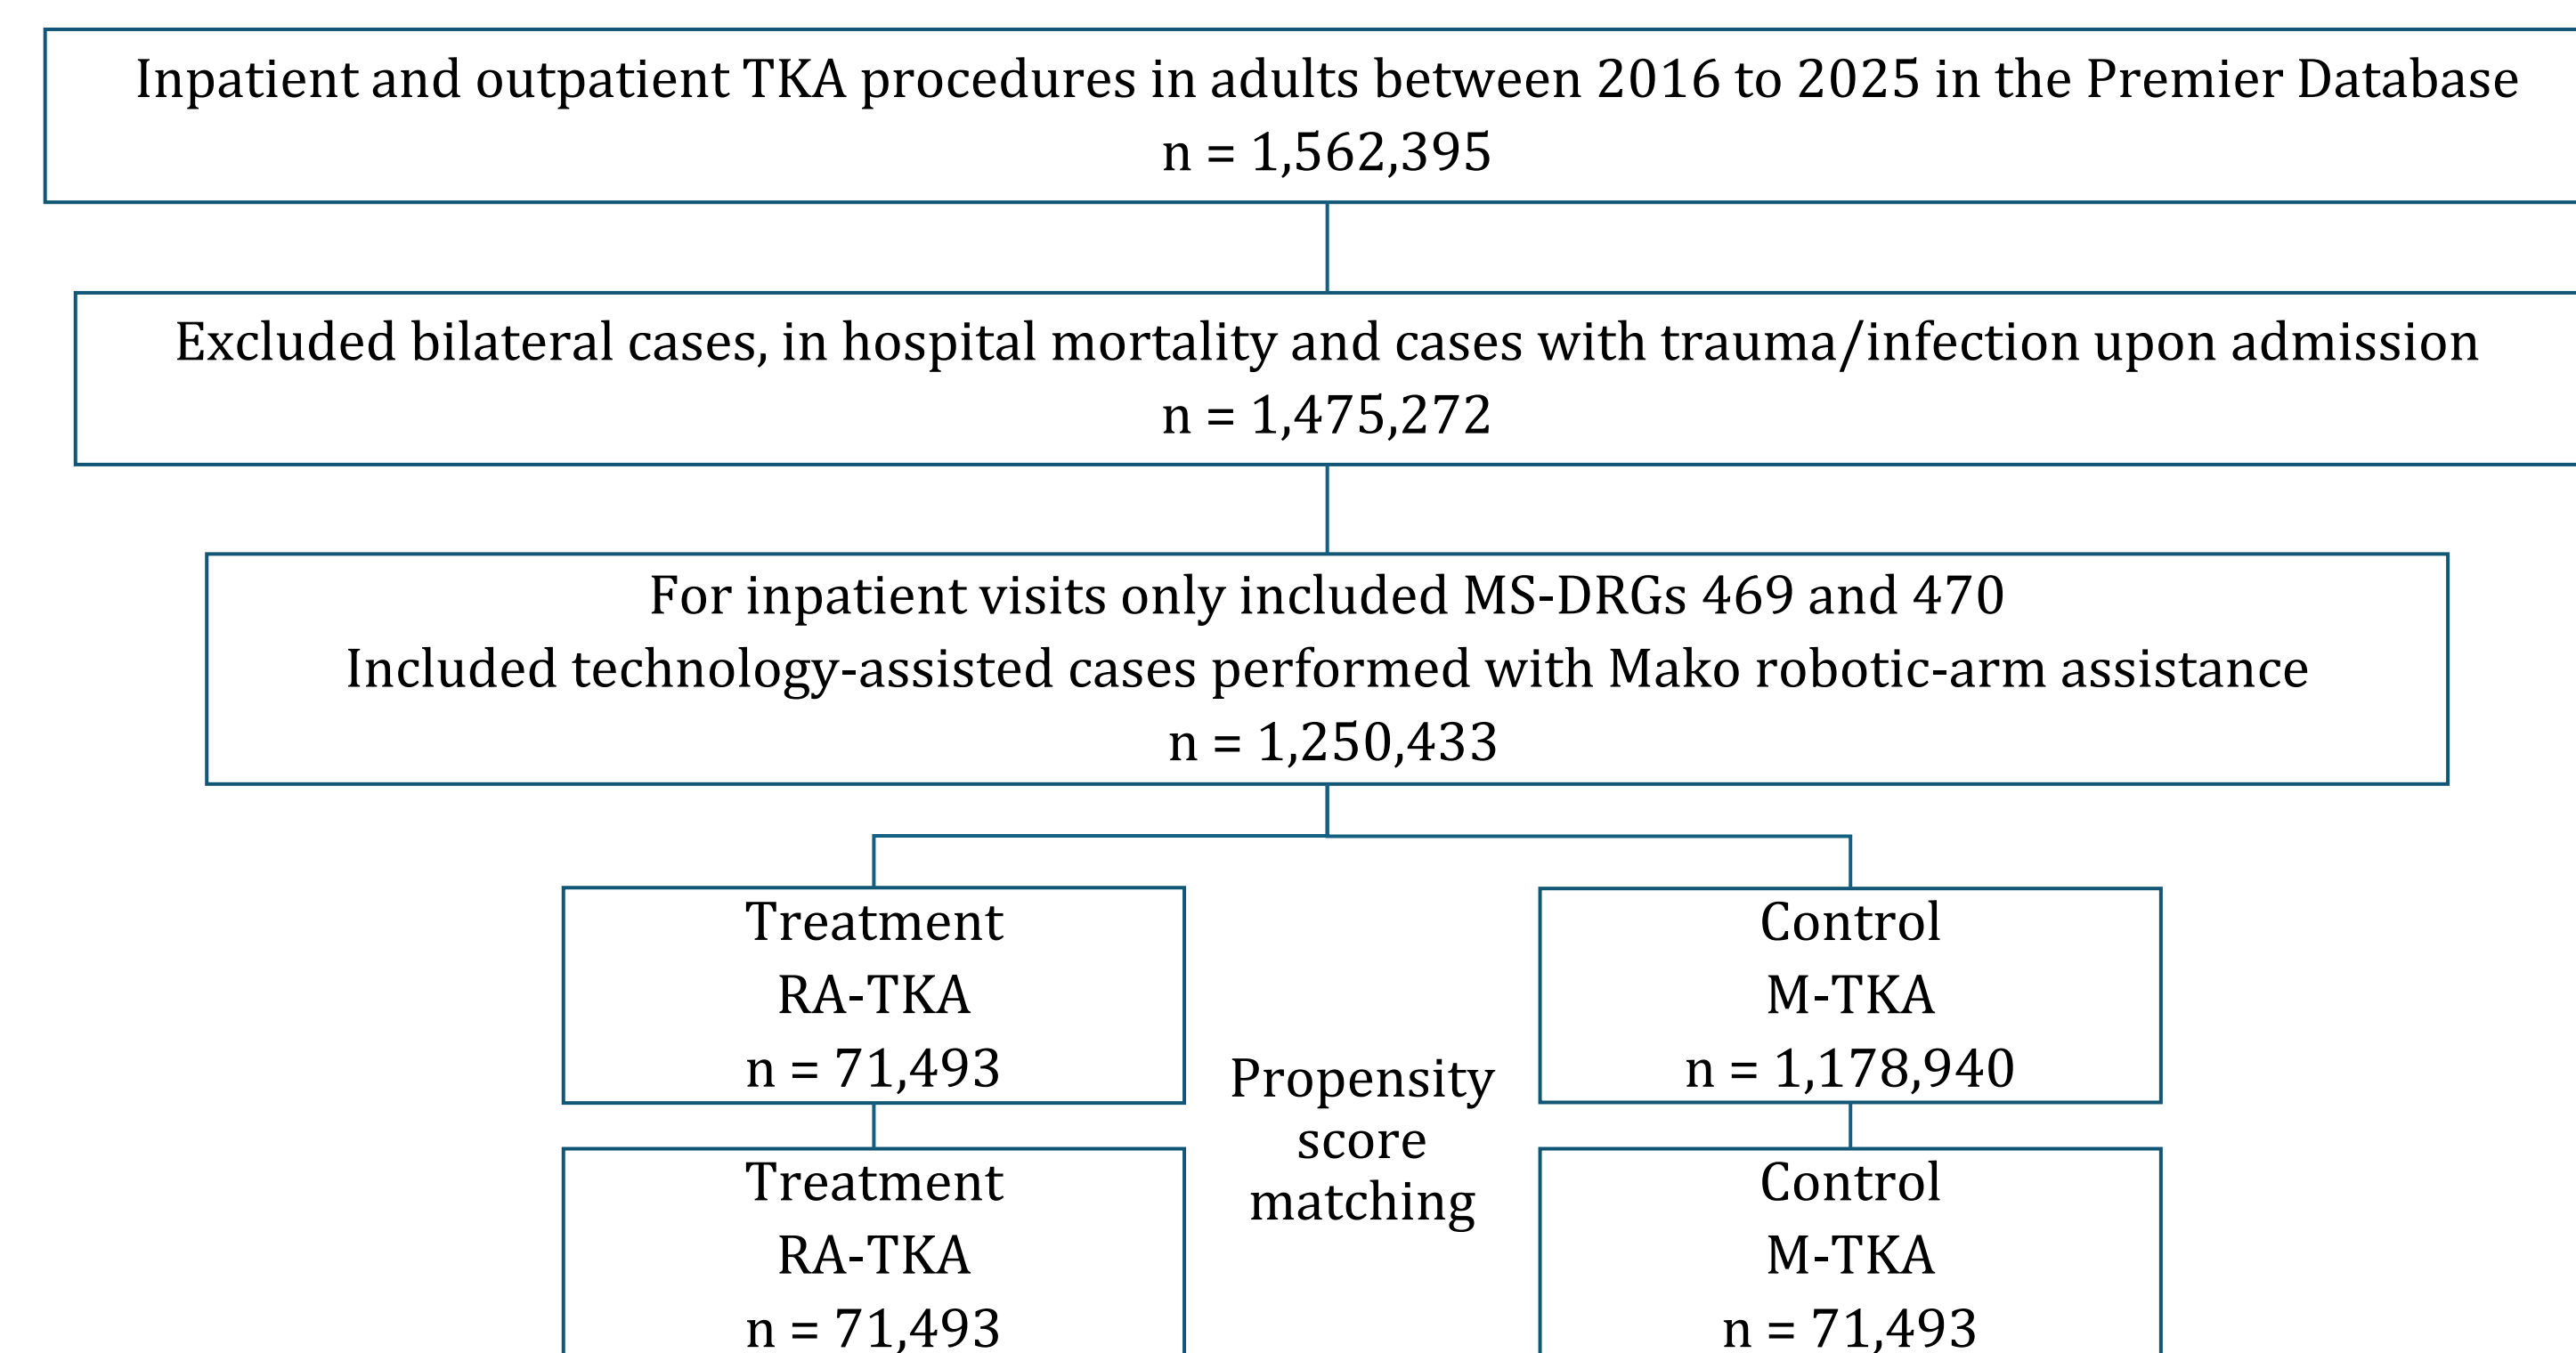 Inpatient and outpatient TKA procedures in adults between 2016 to 2025 in the Premier Database
n = 1,562,395
Excluded bilateral cases, in hospital mortality and cases with trauma/infection upon admission
n = 1,475,272
For inpatient visits only included MS-DRGs 469 and 470
Included technology-assisted cases performed with Mako robotic-arm assistance
n = 1,250,433
Treatment
RA-TKA
n = 71,493
Control
M-TKA
n = 1,178,940
Propensity
score
matching
Treatment
RA-TKA
n = 71,493
Control
M-TKA
n = 71,493